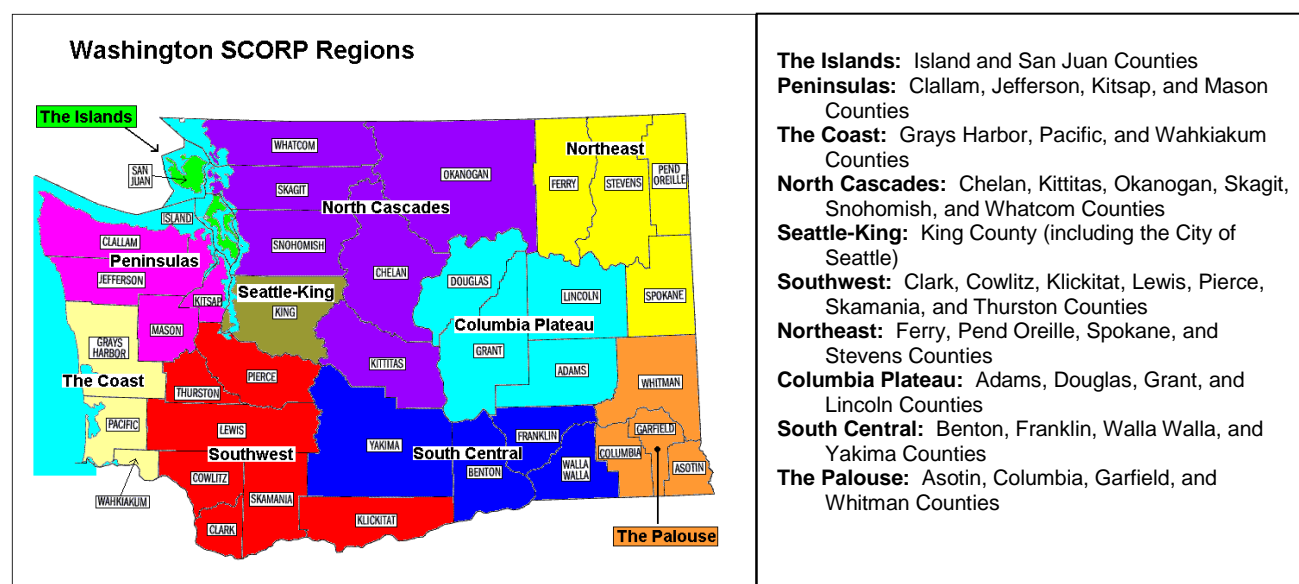 Washington SCORP Regions
The Islands
WHATCOM
Northeast
SAN
JUAN
SKAGIT
OKANOGAN
FERRY
STEVENS
PEND
OREILLE
North Cascades
ISLAND
CLALLAM
SNOHOMISH
Peninsulas
JEFFERSON
CHELAN
DOUGLAS
Seattle-King
KITSAP
KING
LINCOLN
SPOKANE
MASON
Columbia Plateau
GRAYS
HARBOR
GRANT
KITTITAS
ADAMS
The Coast
THURSTON
PIERCE
WHITMAN
PACIFIC
LEWIS
YAKIMA
FRANKLIN
GARFIELD
Southwest
South Central
COLUMBIA
COWLITZ
BENTON
WALLA
WALLA
ASOTIN
WAHKIAKUM
SKAMANIA
KLICKITAT
CLARK
The Palouse
The Islands: Island and San Juan Counties
Peninsulas: Clallam, Jefferson, Kitsap, and Mason
Counties
The Coast: Grays Harbor, Pacific, and Wahkiakum
Counties
North Cascades: Chelan, Kittitas, Okanogan, Skagit,
Snohomish, and Whatcom Counties
Seattle-King: King County (including the City of
Seattle)
Southwest: Clark, Cowlitz, Klickitat, Lewis, Pierce,
Skamania, and Thurston Counties
Northeast: Ferry, Pend Oreille, Spokane, and
Stevens Counties
Columbia Plateau: Adams, Douglas, Grant, and
Lincoln Counties
South Central: Benton, Franklin, Walla Walla, and
Yakima Counties
The Palouse: Asotin, Columbia, Garfield, and
Whitman Counties